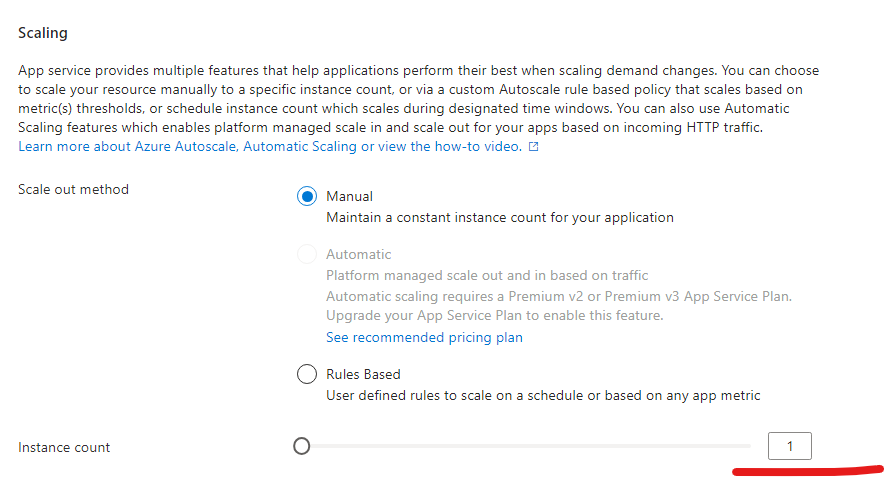 Scaling
App service provides multiple features that help applications perform their best when scaling demand changes. You can choose
to scale your resource manually to a specific instance count, or via a custom Autoscale rule based policy that scales based on
metric(s) thresholds, or schedule instance count which scales during designated time windows. You can also use Automatic
Scaling features which enables platform managed scale in and scale out for your apps based on incoming HTTP traffic.
Learn more about Azure Autoscale, Automatic Scaling or view the how-to video.
Scale out method
Manual
Maintain a constant instance count for your application
Automatic
Platform managed scale out and in based on traffic
Automatic scaling requires a Premium v2 or Premium v3 App Service Plan.
Upgrade your App Service Plan to enable this feature.
See recommended pricing plan
Rules Based
User defined rules to scale on a schedule or based on any app metric
Instance count 1